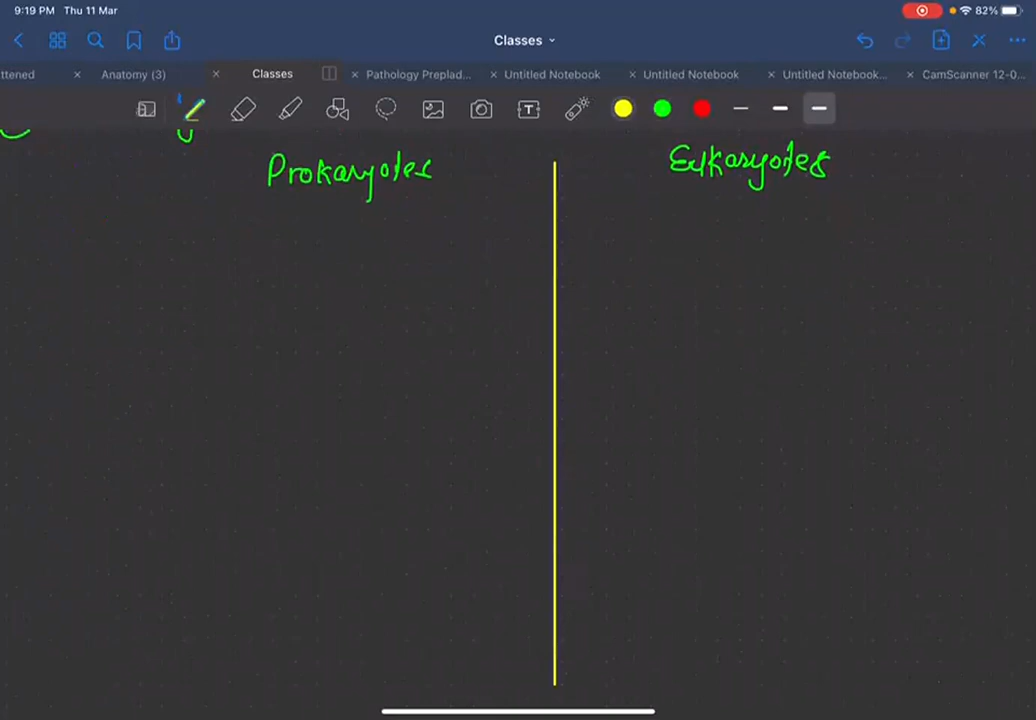 9:19 PM Thu 11 Mar
82%
Classes
ttened
Anatomy (3)
Classes
Pathology Preplad...
Untitled Notebook
Untitled Notebook
Untitled Notebook...
CamScanner 12-0...
T
Prokaryotes
Eukaryotes